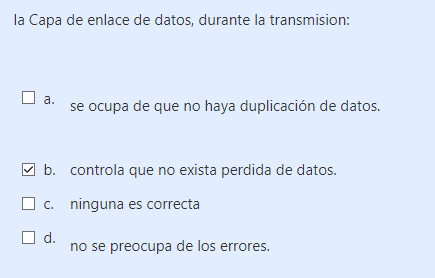 la Capa de enlace de datos, durante la transmision:
a. se ocupa de que no haya duplicación de datos.
b. controla que no exista perdida de datos.
c. ninguna es correcta
d. no se preocupa de los errores.